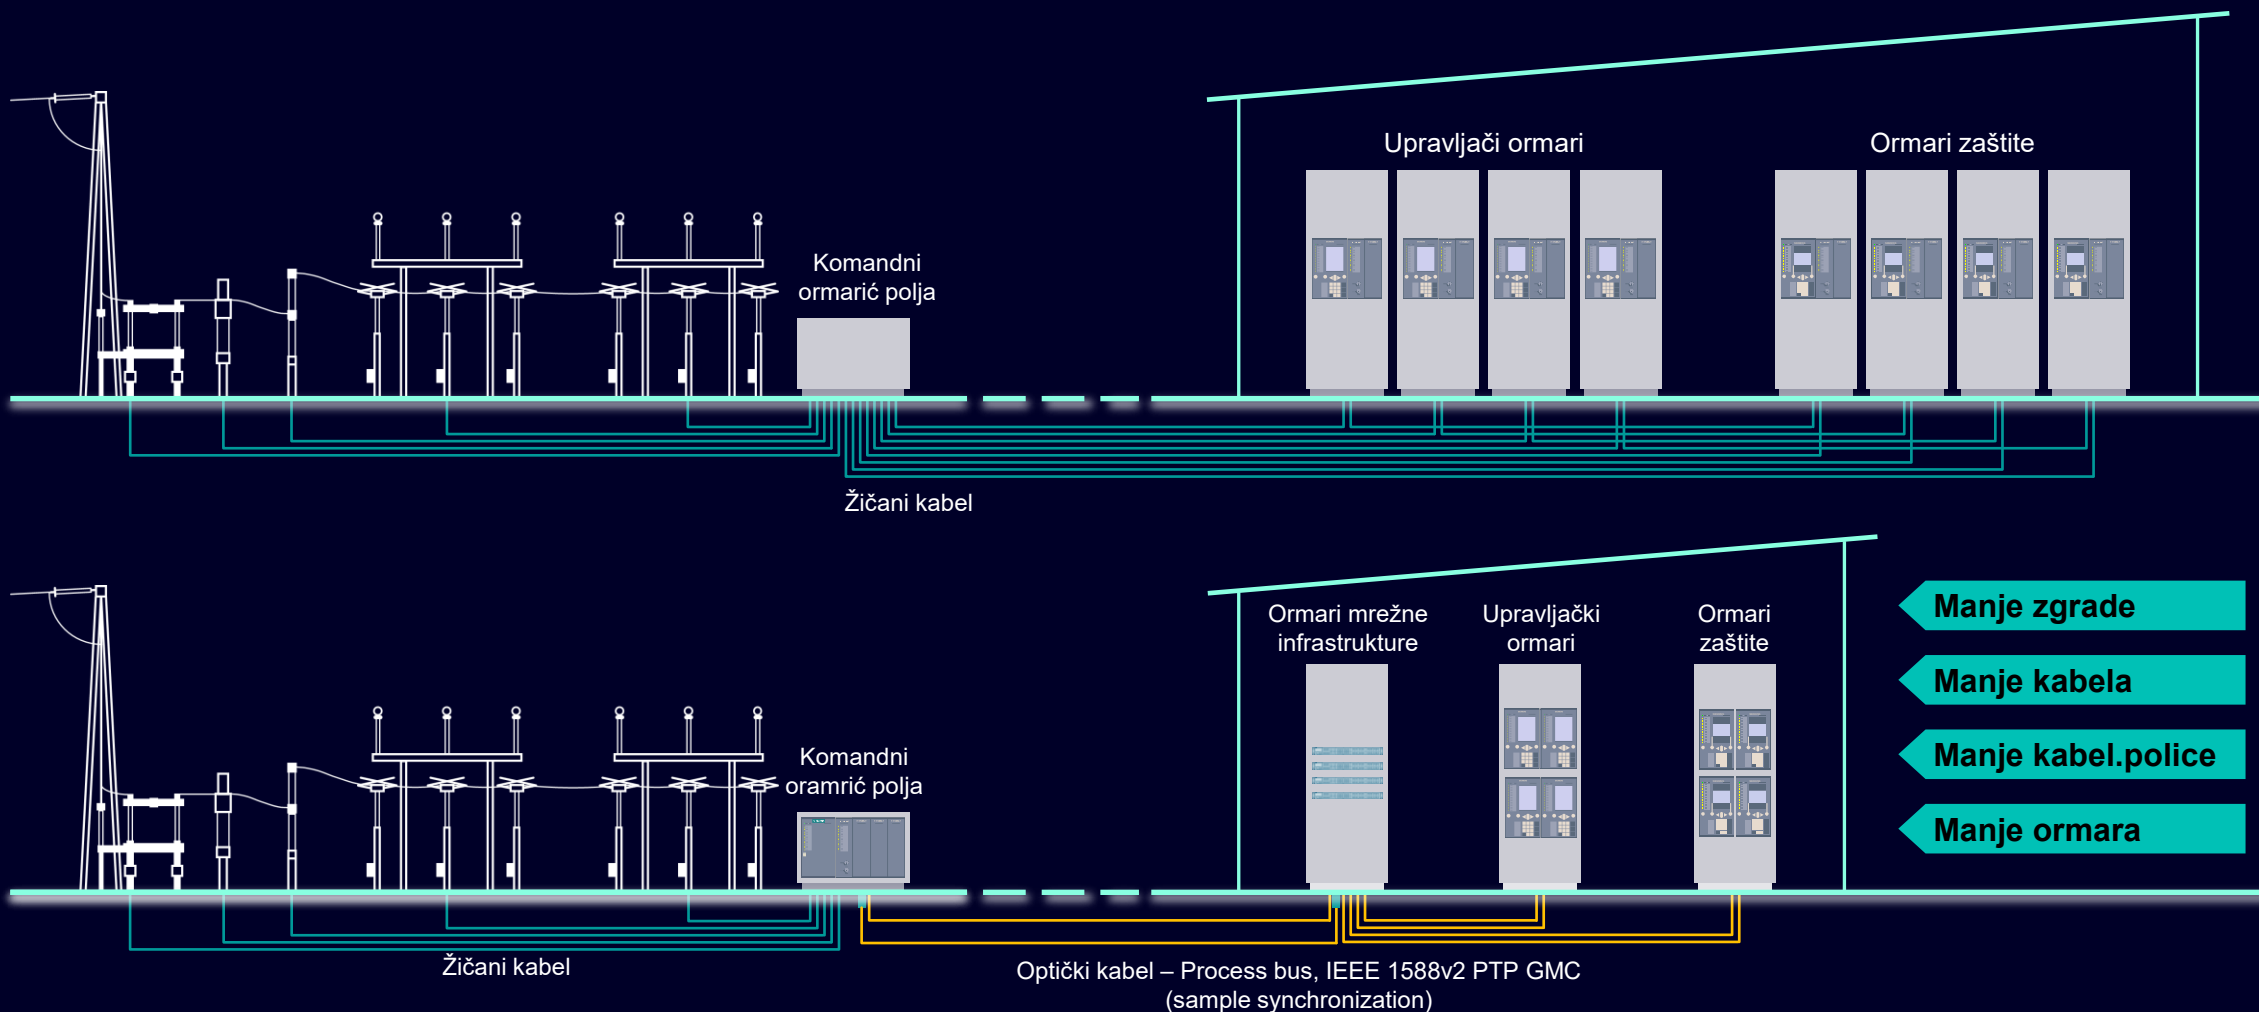 Upravljači ormari
Ormari zaštite
Komandni
ormarić polja
Žičani kabel
Ormari mrežne
infrastrukture
Upravljački
ormari
Ormari
zaštite
Manje zgrade
Manje kabela
Manje kabel.police
Manje ormara
Komandni
oramrić polja
Žičani kabel
Optički kabel – Process bus, IEEE 1588v2 PTP GMC
(sample synchronization)